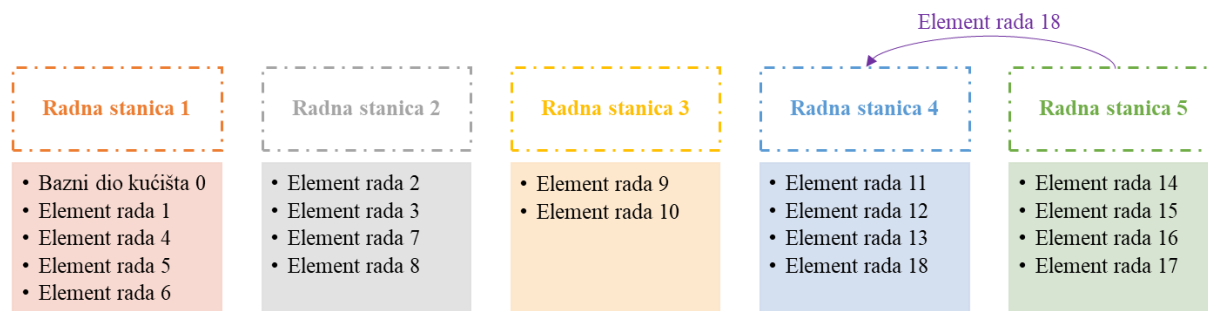 Element rada 18
Radna stanica 1
Radna stanica 2
Radna stanica 3
Radna stanica 4
Radna stanica 5
• Bazni dio kućišta 0
• Element rada 1
• Element rada 4
• Element rada 5
• Element rada 6
• Element rada 2
• Element rada 3
• Element rada 7
• Element rada 8
• Element rada 9
• Element rada 10
• Element rada 11
• Element rada 12
• Element rada 13
• Element rada 18
• Element rada 14
• Element rada 15
• Element rada 16
• Element rada 17